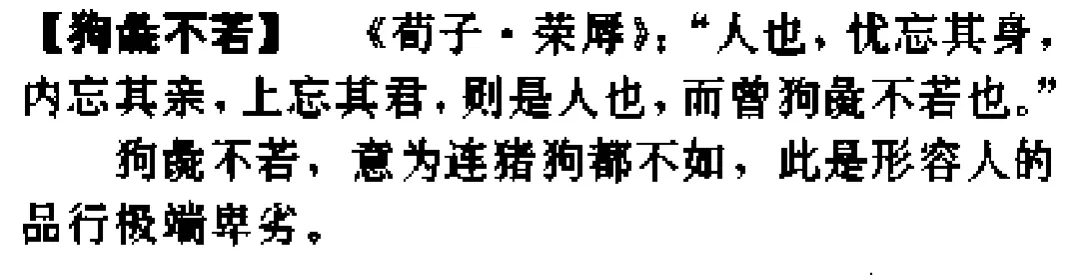 【狗彘不若】 《荀子·荣辱》：“人也，忧忘其身，
内忘其亲，上忘其君，则是人也，而曾狗彘不若也。”
狗彘不若，意为连猪狗都不如，此是形容人的
品行极端卑劣。